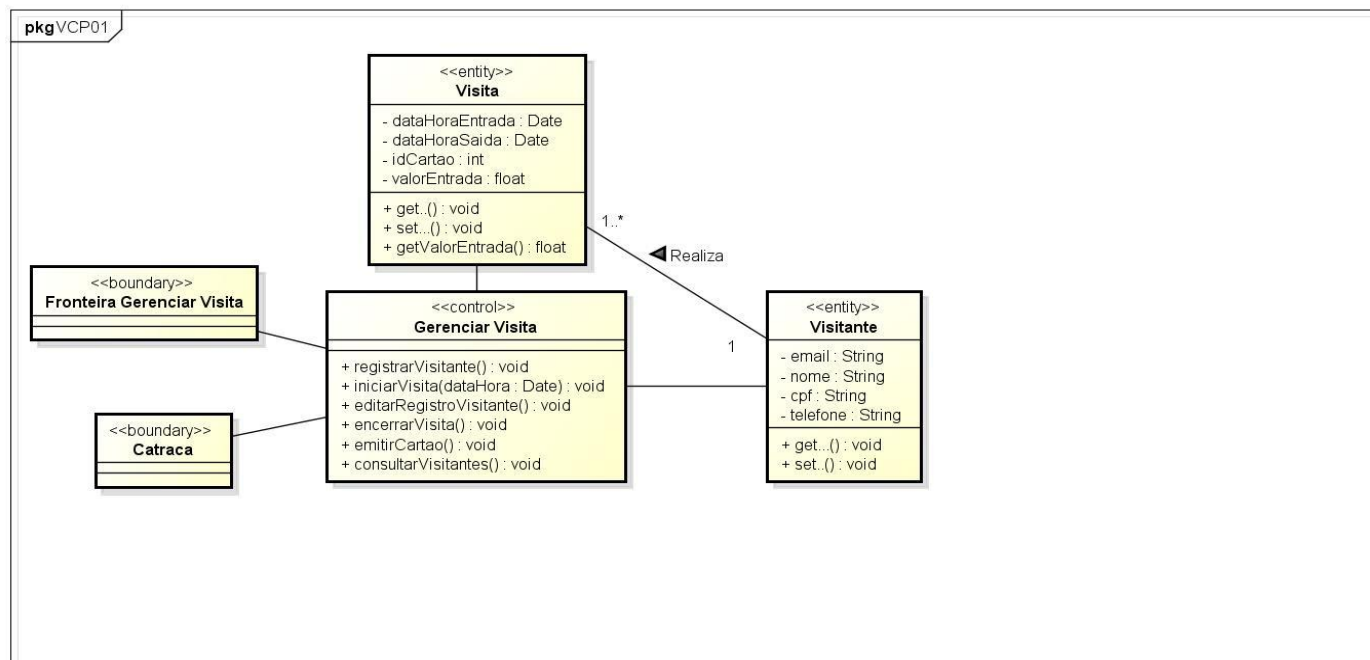 pkg VCP01
<<entity>>
Visita
- dataHoraEntrada : Date
- dataHoraSaida : Date
- idCartao : int
- valorEntrada : float
+ get..() : void
+ set...() : void
+ getValorEntrada() : float
1..*
Realiza
<<boundary>>
Fronteira Gerenciar Visita
<<control>>
Gerenciar Visita
+ registrarVisitante() : void
+ iniciarVisita(dataHora : Date) : void
+ editarRegistroVisitante() : void
+ encerrarVisita() : void
+ emitirCartao() : void
+ consultarVisitantes() : void
1
<<entity>>
Visitante
- email : String
- nome : String
- cpf : String
- telefone : String
+ get...() : void
+ set..() : void
<<boundary>>
Catraca